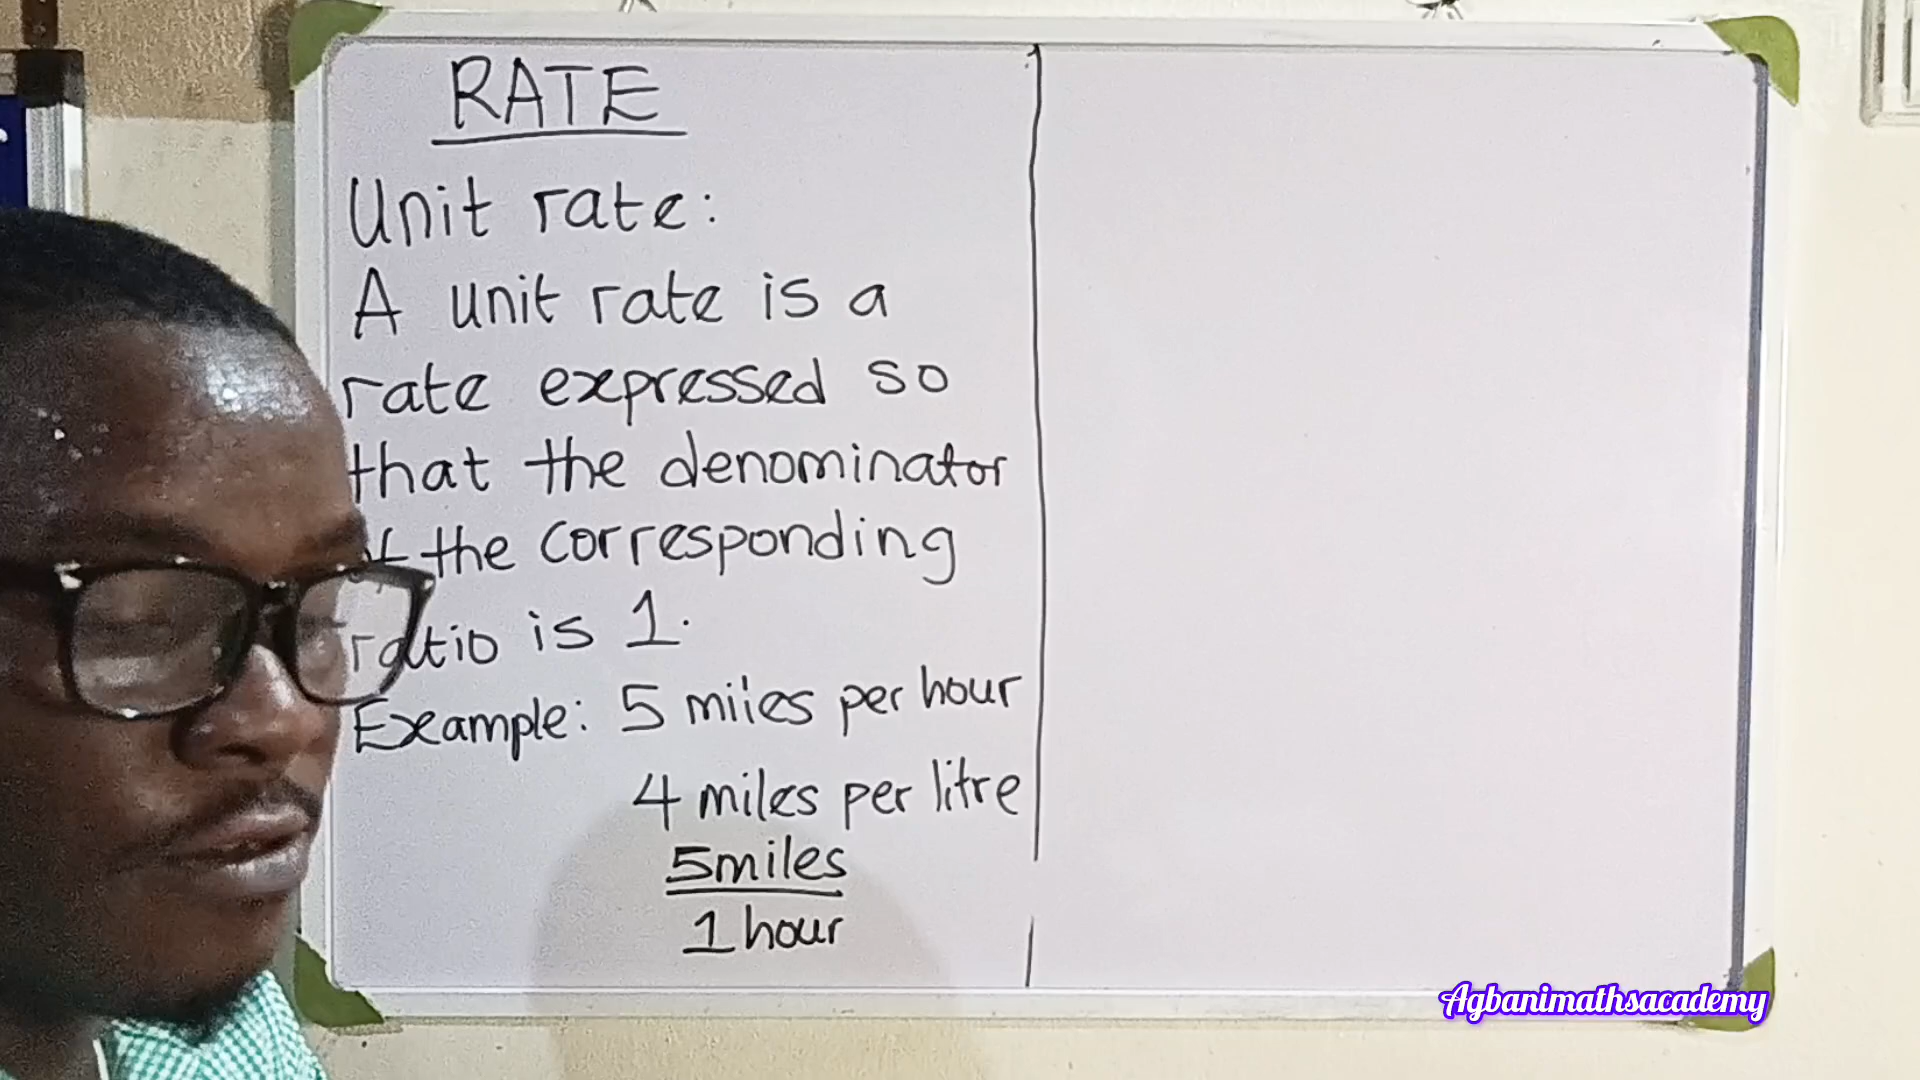 RATE
Unit rate:
A unit rate is a
rate expressed so
that the denominator
of the corresponding
ratio is 1.
Example: 5 miles per hour
4 miles per litre
5miles
1 hour
Agbanimathsacademy